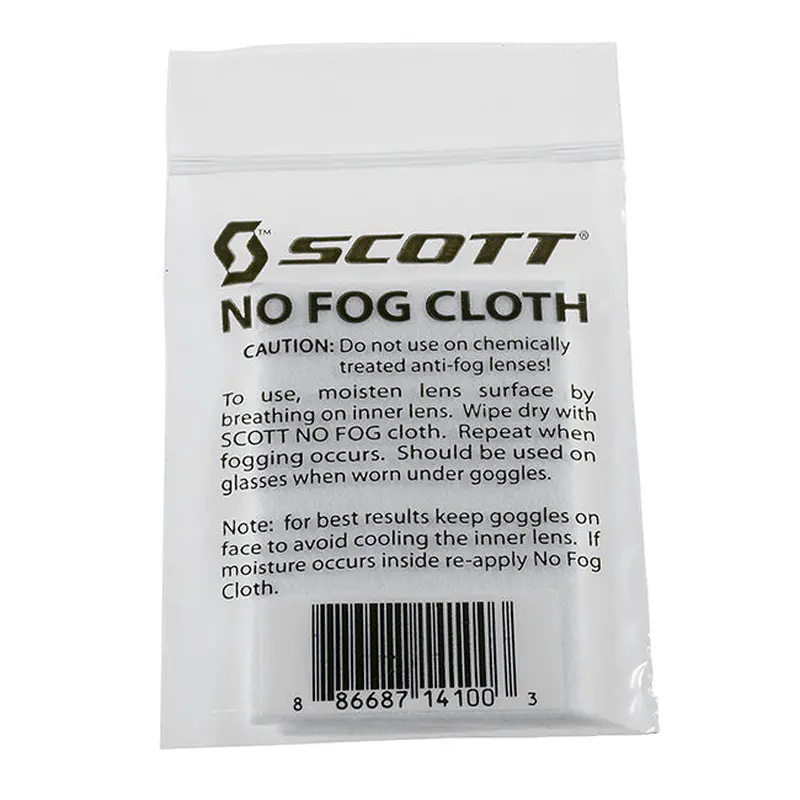 ™ SCOTT®
NO FOG CLOTH
CAUTION: Do not use on chemically
treated anti-fog lenses!
To use, moisten lens surface by
breathing on inner lens. Wipe dry with
SCOTT NO FOG cloth. Repeat when
fogging occurs. Should be used on
glasses when worn under goggles.
Note: for best results keep goggles on
face to avoid cooling the inner lens. If
moisture occurs inside re-apply No Fog
Cloth.
8 86687 14100 3